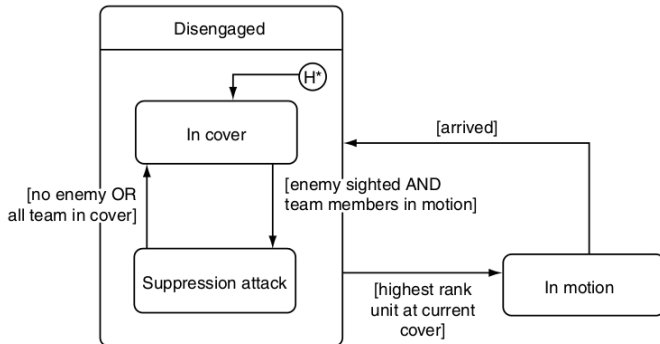 Disengaged
H*
In cover
[arrived]
[no enemy OR
all team in cover]
[enemy sighted AND
team members in motion]
Suppression attack
In motion
[highest rank
unit at current
cover]